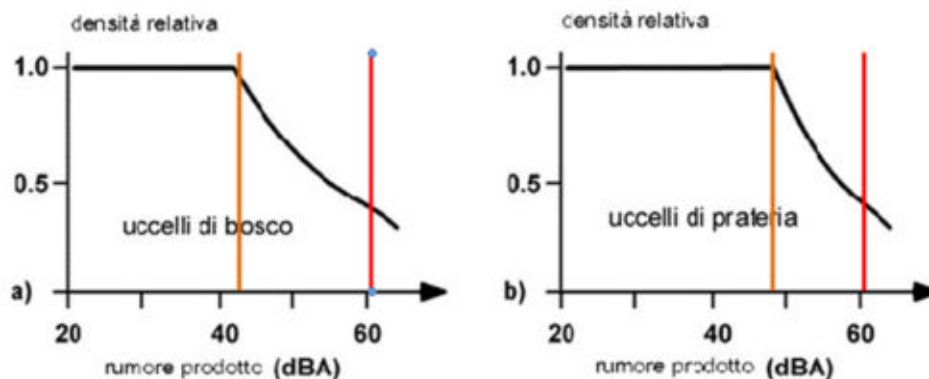 densità relativa
1.0
0.5
uccelli di bosco
a)
20 40 60
rumore prodotto (dBA)
densità relativa
1.0
0.5
uccelli di prateria
b)
20 40 60
rumore prodotto (dBA)